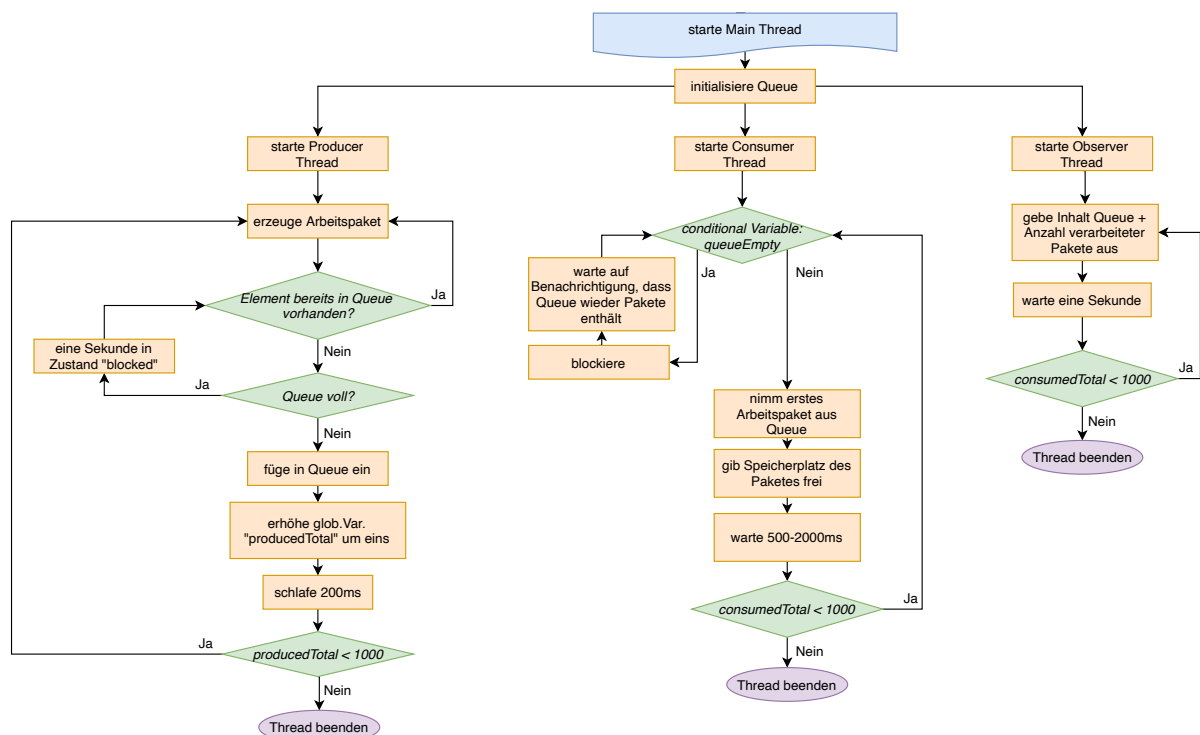 starte Main Thread
initialisiere Queue
starte Producer
Thread
erzeuge Arbeitspaket
Element bereits in Queue
vorhanden?
Ja
Nein
eine Sekunde in
Zustand "blocked"
Ja
Queue voll?
Nein
füge in Queue ein
erhöhe glob.Var.
"producedTotal" um eins
schlafe 200ms
Ja
producedTotal < 1000
Nein
Thread beenden
starte Consumer
Thread
conditional Variable:
queueEmpty
Ja
Nein
warte auf
Benachrichtigung, dass
Queue wieder Pakete
enthält
blockiere
nimm erstes
Arbeitspaket aus
Queue
gib Speicherplatz des
Paketes frei
warte 500-2000ms
consumedTotal < 1000
Ja
Nein
Thread beenden
starte Observer
Thread
gebe Inhalt Queue +
Anzahl verarbeiteter
Pakete aus
warte eine Sekunde
consumedTotal < 1000
Ja
Nein
Thread beenden